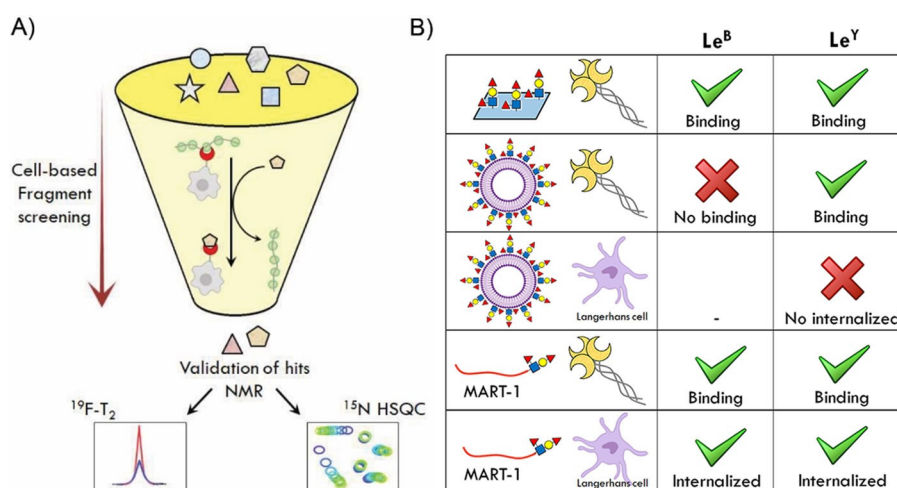 A)
Cell-based
Fragment
screening
Validation of hits
NMR
¹⁹F-T₂
¹⁵N HSQC
B)
Leᴮ Leʸ
Binding Binding
No binding Binding
Langerhans cell - No internalized
MART-1 Binding Binding
MART-1 Langerhans cell Internalized Internalized